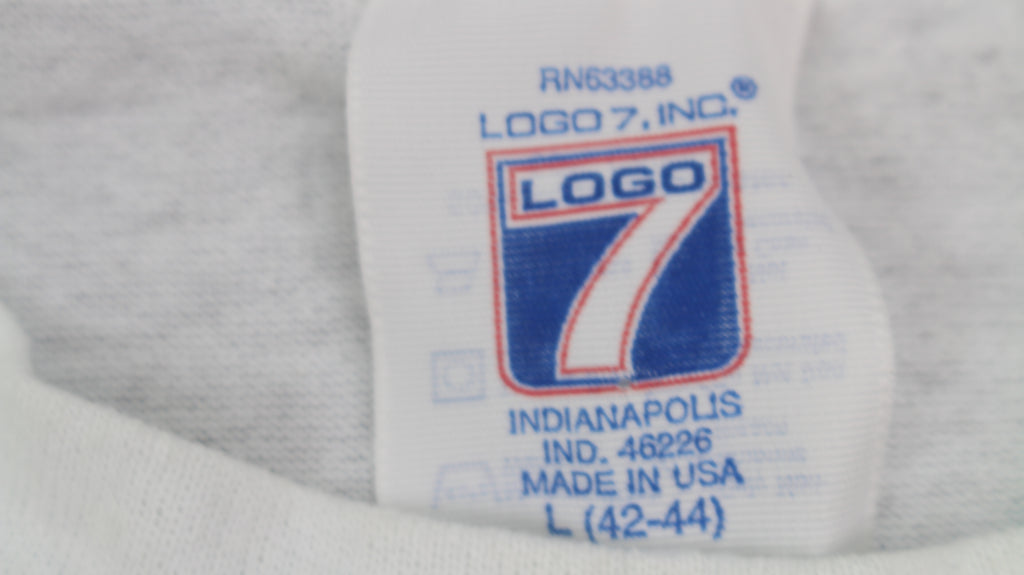 RN63388
LOGO 7, INC.®
LOGO
7
INDIANAPOLIS
IND. 46226
MADE IN USA
L (42-44)